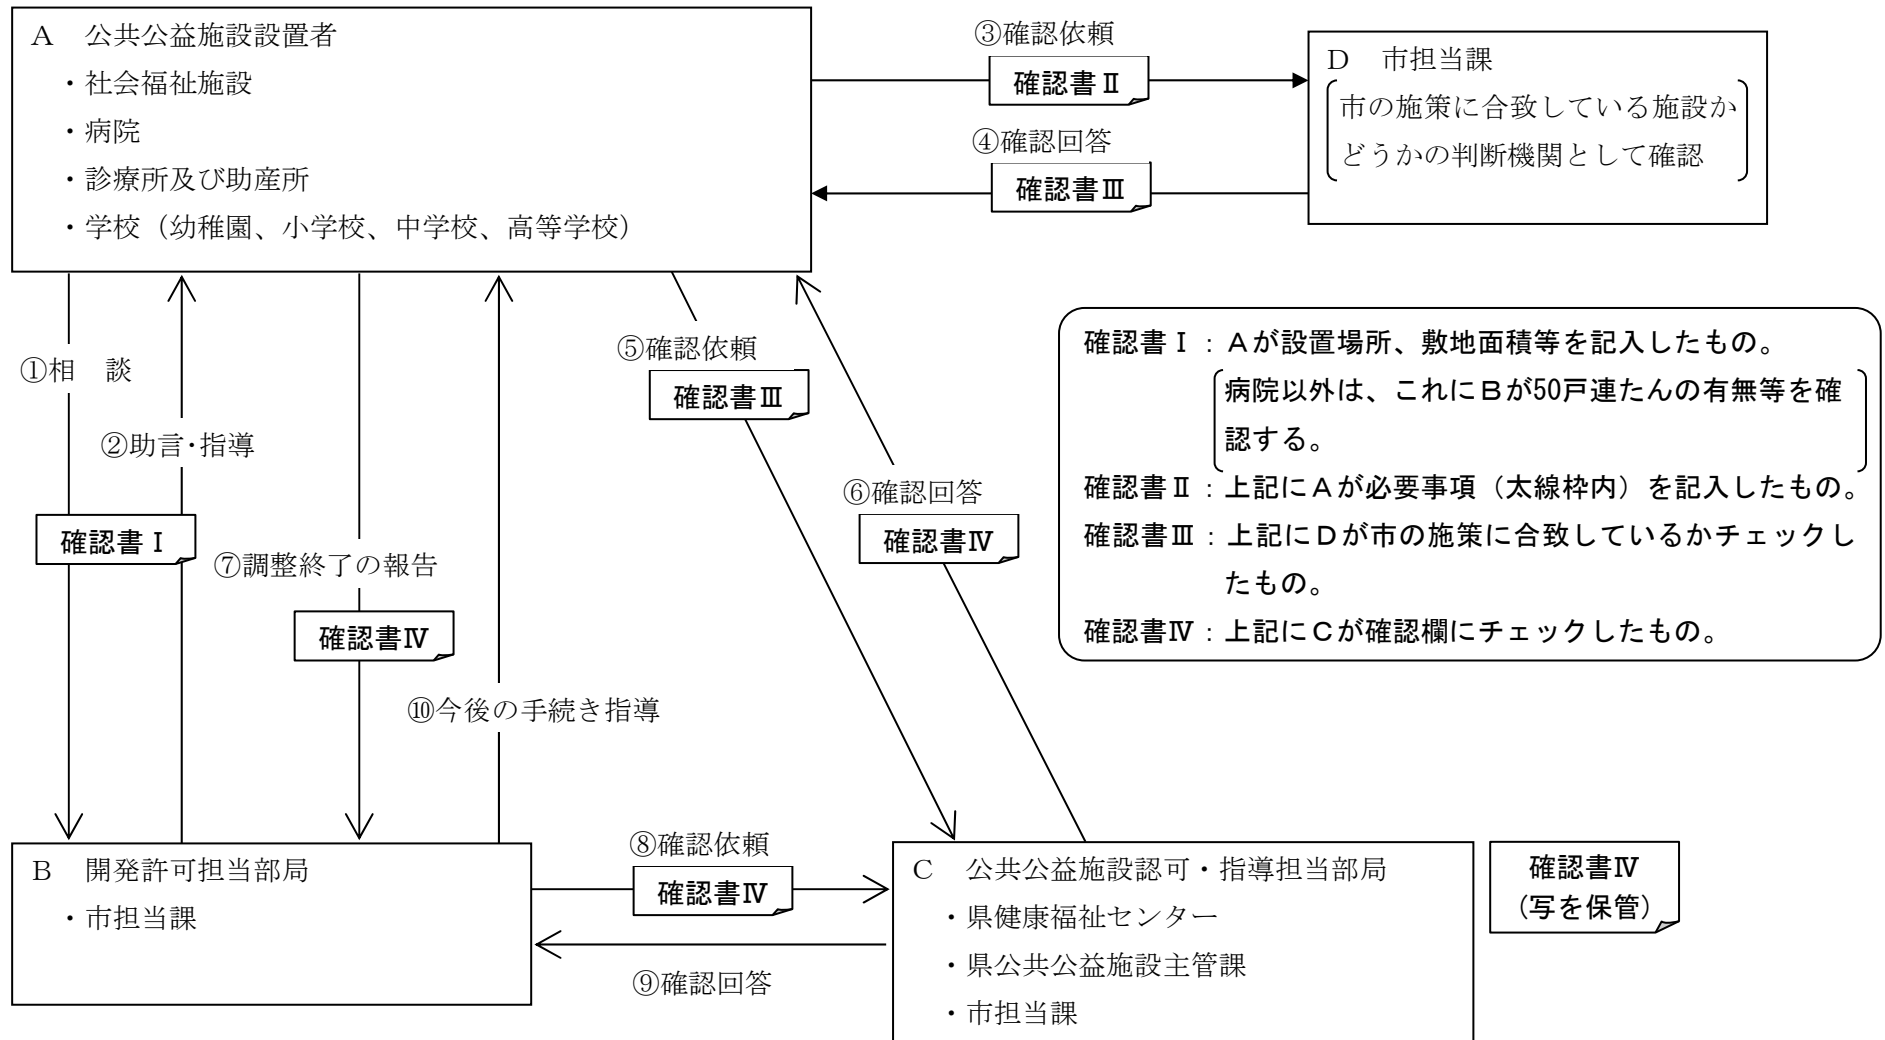 A　公共公益施設設置者
・社会福祉施設
・病院
・診療所及び助産所
・学校（幼稚園、小学校、中学校、高等学校）
③確認依頼
確認書Ⅱ
④確認回答
確認書Ⅲ
D　市担当課
市の施策に合致している施設か
どうかの判断機関として確認
①相　談
②助言・指導
確認書Ⅰ
⑦調整終了の報告
確認書Ⅳ
⑩今後の手続き指導
⑤確認依頼
確認書Ⅲ
⑥確認回答
確認書Ⅳ
確認書Ⅰ：Ａが設置場所、敷地面積等を記入したもの。
病院以外は、これにＢが50戸連たんの有無等を確
認する。
確認書Ⅱ：上記にＡが必要事項（太線枠内）を記入したもの。
確認書Ⅲ：上記にＤが市の施策に合致しているかチェックし
たもの。
確認書Ⅳ：上記にＣが確認欄にチェックしたもの。
B　開発許可担当部局
・市担当課
⑧確認依頼
確認書Ⅳ
⑨確認回答
C　公共公益施設認可・指導担当部局
・県健康福祉センター
・県公共公益施設主管課
・市担当課
確認書Ⅳ
（写を保管）